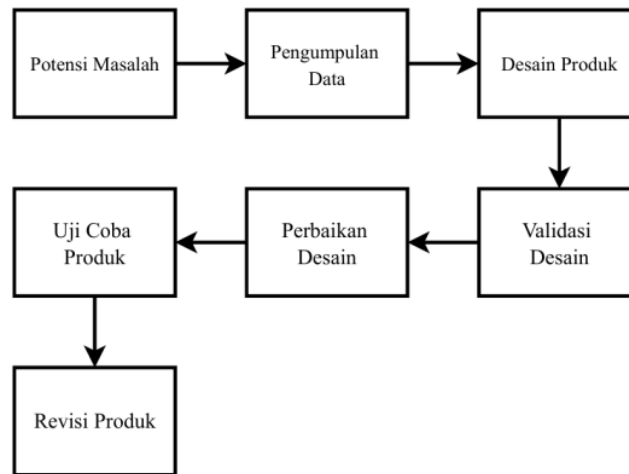 Potensi Masalah
Pengumpulan
Data
Desain Produk
Validasi
Desain
Perbaikan
Desain
Uji Coba
Produk
Revisi Produk